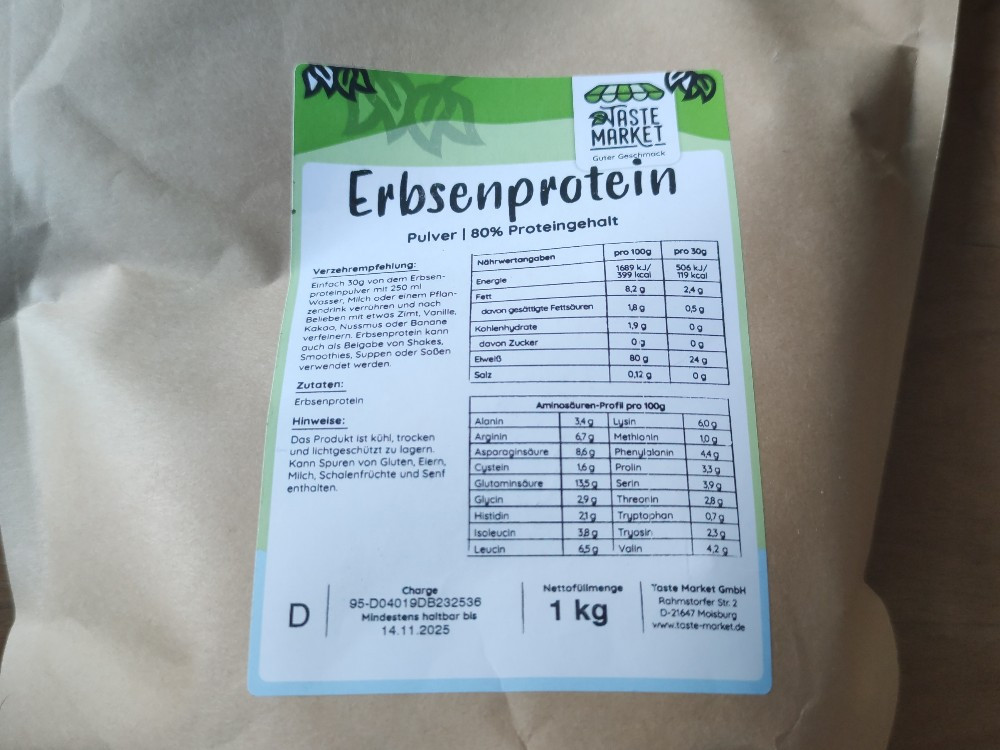 TASTE
MARKET
Guter Geschmack
Erbsenprotein
Pulver | 80% Proteingehalt
Verzehrempfehlung:
Einfach 30g von dem Erbsen-
proteinpulver mit 250 ml
Wasser, Milch oder einem Pflan-
zendrink verrühren und nach
Belieben mit etwas Zimt, Vanille,
Kakao, Nussmus oder Banane
verfeinern. Erbsenprotein kann
auch als Beigabe von Shakes,
Smoothies, Suppen oder Soßen
verwendet werden.
Zutaten:
Erbsenprotein
Hinweise:
Das Produkt ist kühl, trocken
und lichtgeschützt zu lagern.
Kann Spuren von Gluten, Eiern,
Milch, Schalenfrüchte und Senf
enthalten.
Nährwertangaben pro 100g pro 30g
Energie 1689 kJ/ 399 kcal 506 kJ/ 119 kcal
Fett 8,2 g 2,4 g
davon gesättigte Fettsäuren 1,8 g 0,5 g
Kohlenhydrate 1,9 g 0 g
davon Zucker 0 g 0 g
Eiweiß 80 g 24 g
Salz 0,12 g 0 g
Aminosäuren-Profil pro 100g
Alanin 3,4 g Lysin 6,0 g
Arginin 6,7 g Methionin 1,0 g
Asparaginsäure 8,6 g Phenylalanin 4,4 g
Cystein 1,6 g Prolin 3,3 g
Glutaminsäure 13,5 g Serin 3,9 g
Glycin 2,9 g Threonin 2,8 g
Histidin 2,1 g Tryptophan 0,7 g
Isoleucin 3,8 g Tryosin 2,3 g
Leucin 6,5 g Valin 4,2 g
D
Charge
95-D04019DB232536
Mindestens haltbar bis
14.11.2025
Nettofüllmenge
1 kg
Taste Market GmbH
Rahmstorfer Str. 2
D-21647 Moisburg
www.taste-market.de